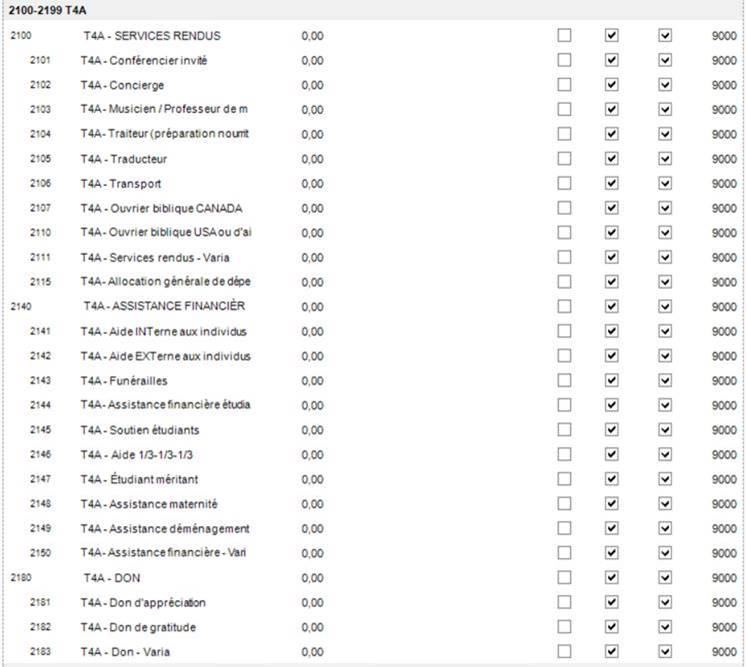 2100-2199 T4A
2100 T4A - SERVICES RENDUS 0,00 9000
2101 T4A - Conférencier invité 0,00 9000
2102 T4A - Concierge 0,00 9000
2103 T4A - Musicien / Professeur de m 0,00 9000
2104 T4A - Traiteur (préparation nourrit 0,00 9000
2105 T4A - Traducteur 0,00 9000
2106 T4A - Transport 0,00 9000
2107 T4A - Ouvrier biblique CANADA 0,00 9000
2110 T4A - Ouvrier biblique USA ou d'ai 0,00 9000
2111 T4A - Services rendus - Varia 0,00 9000
2115 T4A - Allocation générale de dépe 0,00 9000
2140 T4A - ASSISTANCE FINANCIÈR 0,00 9000
2141 T4A - Aide INTerne aux individus 0,00 9000
2142 T4A - Aide EXTerne aux individus 0,00 9000
2143 T4A - Funérailles 0,00 9000
2144 T4A - Assistance financière étudia 0,00 9000
2145 T4A - Soutien étudiants 0,00 9000
2146 T4A - Aide 1/3-1/3-1/3 0,00 9000
2147 T4A - Étudiant méritant 0,00 9000
2148 T4A - Assistance maternité 0,00 9000
2149 T4A - Assistance déménagement 0,00 9000
2150 T4A - Assistance financière - Vari 0,00 9000
2180 T4A - DON 0,00 9000
2181 T4A - Don d'appréciation 0,00 9000
2182 T4A - Don de gratitude 0,00 9000
2183 T4A - Don - Varia 0,00 9000